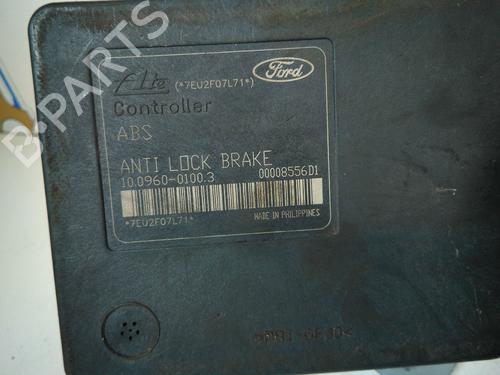 B-PARTS
Ate (*7EU2F07L71*) Ford
Controller
ABS
ANTI LOCK BRAKE
10.0960-0100.3 00008556D1
*7EU2F07L71* MADE IN PHILIPPINES